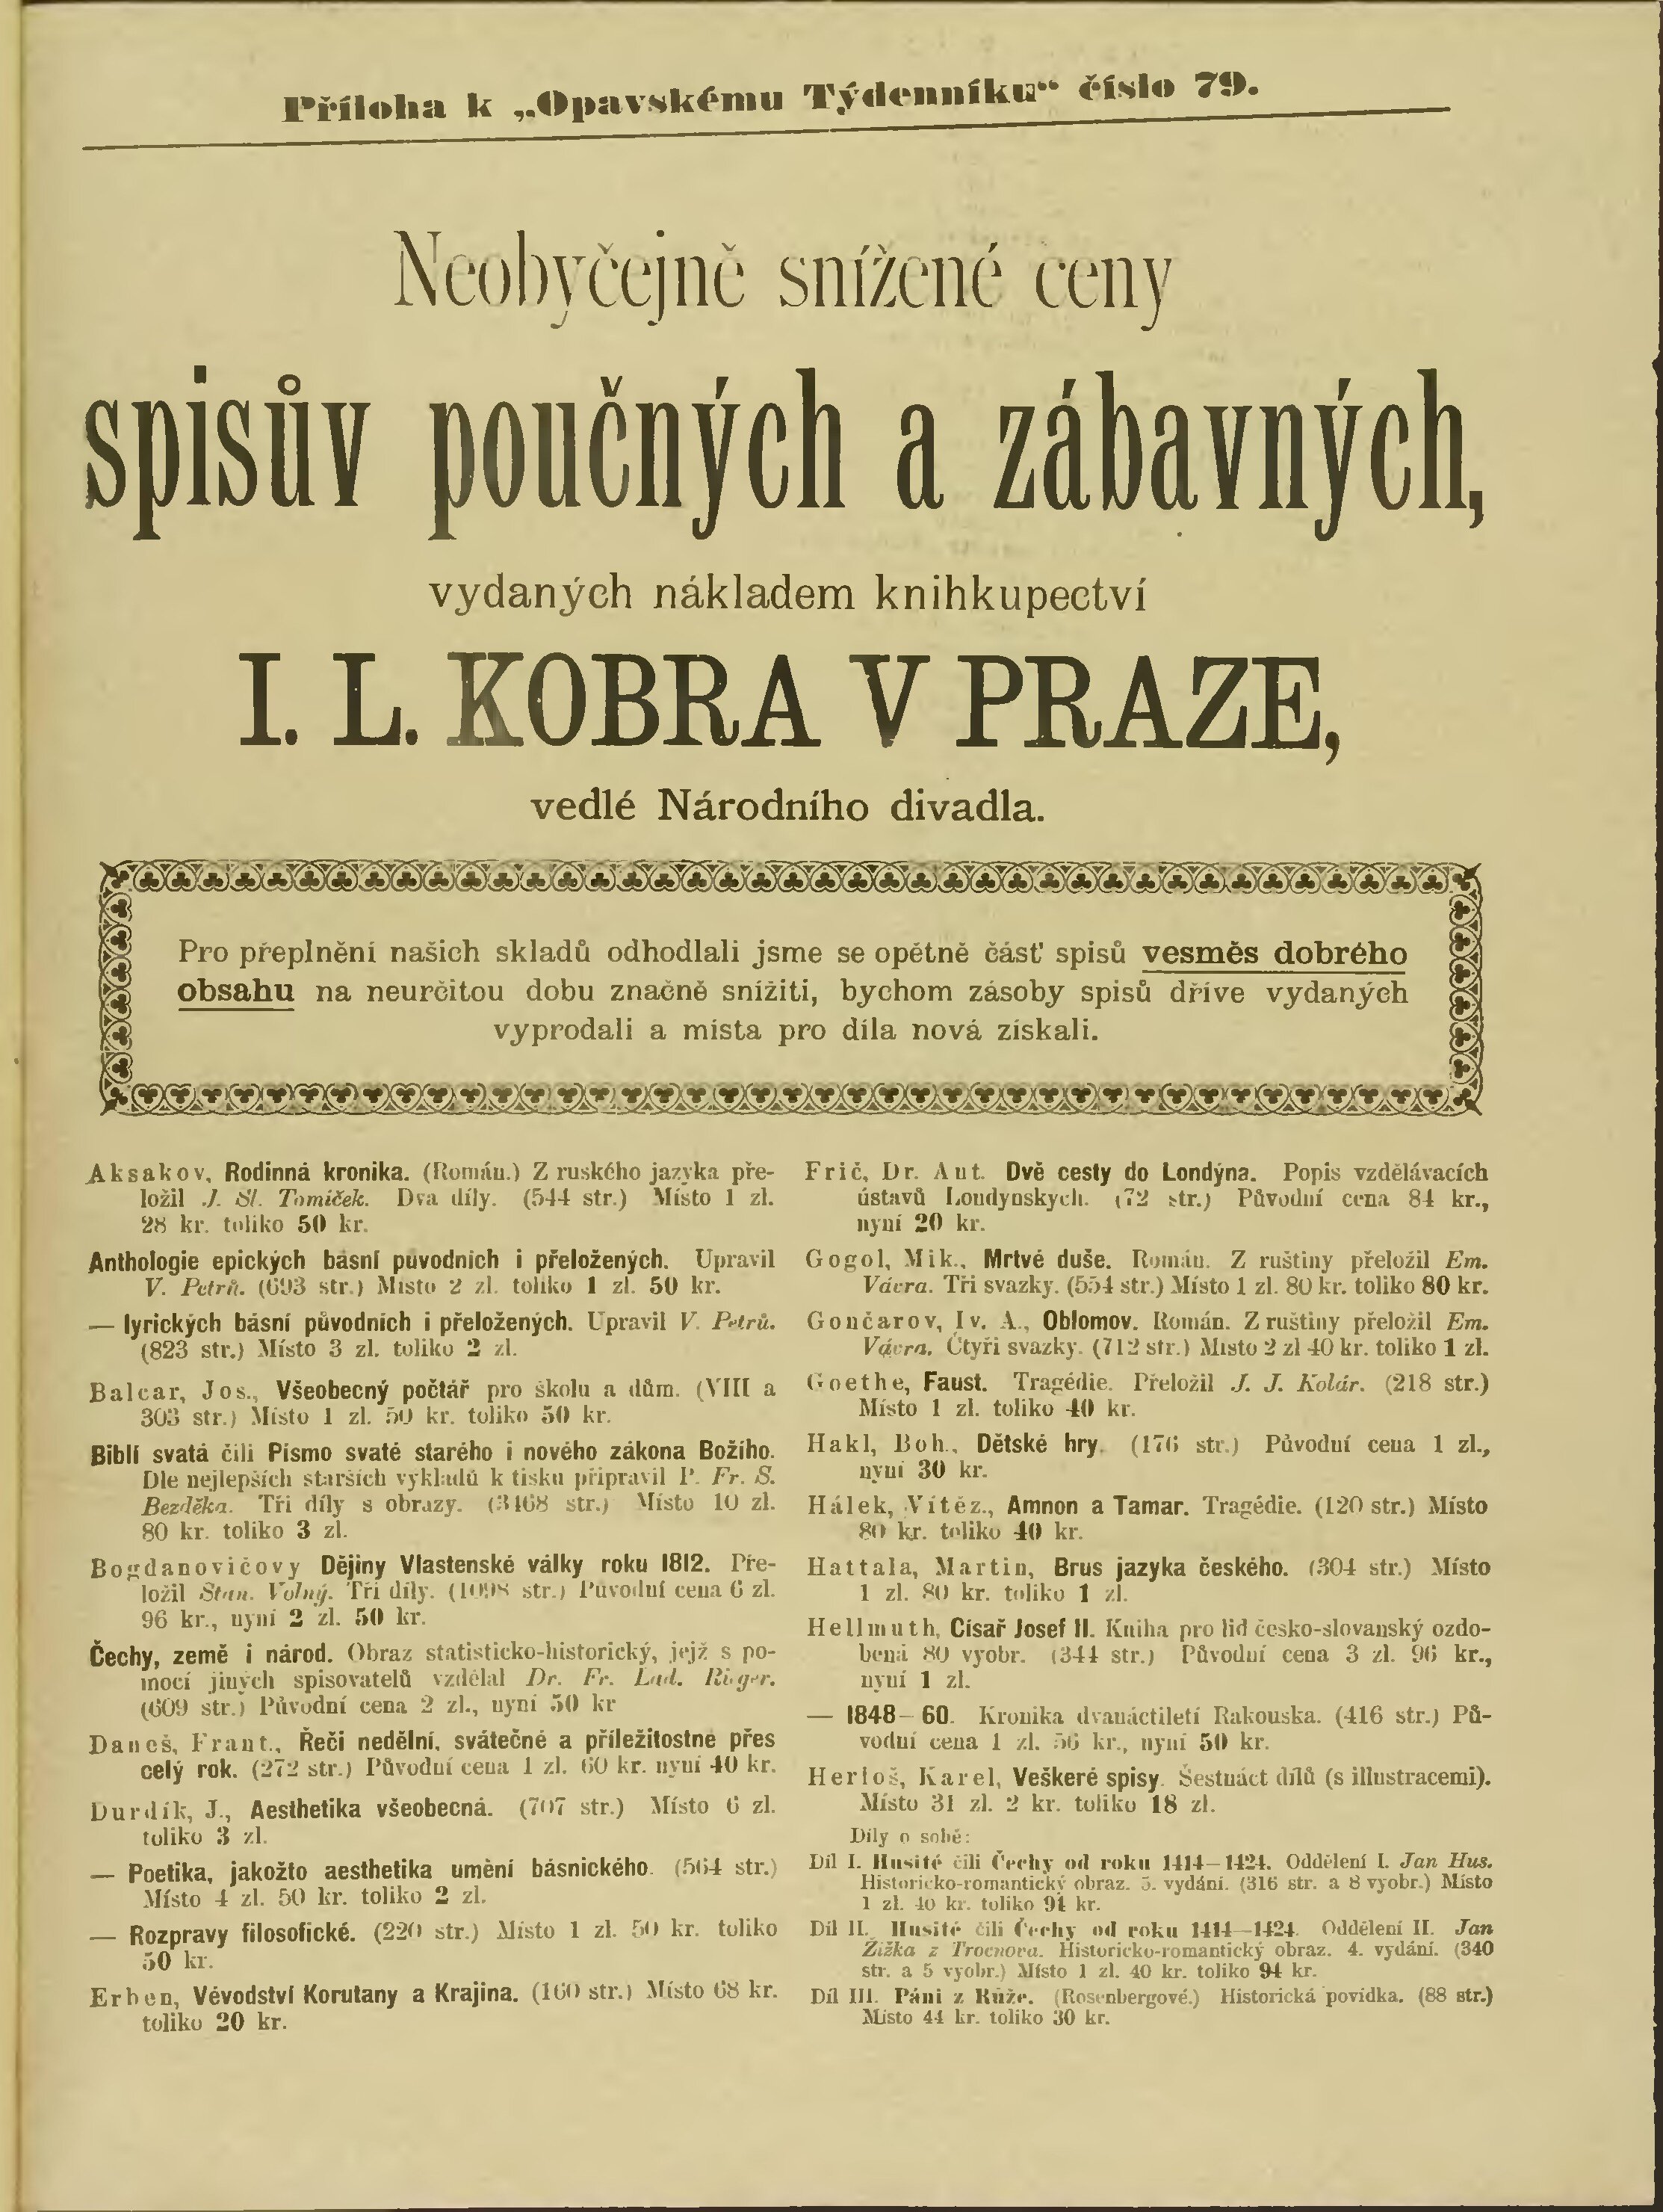 Příloha k „Opavskému Týdenníku“ číslo 79.
Neobyčejně snížené ceny
spisův poučných a zábavných,
vydaných nákladem knihkupectví
I. L. KOBRA V PRAZE,
vedlé Národního divadla.
Pro přeplnění našich skladů odhodlali jsme se opětně část' spisů vesměs dobrého
obsahu na neurčitou dobu značně snížiti, bychom zásoby spisů dříve vydaných
vyprodali a místa pro díla nová získali.
Aksakov, Rodinná kronika. (Román.) Z ruského jazyka pře-
ložil J. Sl. Tomíček. Dva díly. (544 str.) Místo 1 zl.
28 kr. toliko 50 kr.
Anthologie epických básní původních i přeložených. Upravil
V. Petrů. (693 str.) Místo 2 zl. toliko 1 zl. 50 kr.
— lyrických básní původních i přeložených. Upravil V. Petrů.
(823 str.) Místo 3 zl. toliko 2 zl.
Balcar, Jos., Všeobecný počtář pro školu a dům. (VIII a
303 str.) Místo 1 zl. 50 kr. toliko 50 kr.
Biblí svatá čili Písmo svaté starého i nového zákona Božího.
Dle nejlepších starších výkladů k tisku připravil P. Fr. S.
Bezděka. Tři díly s obrazy. (3468 str.) Místo 10 zl.
80 kr. toliko 3 zl.
Bogdanovičovy Dějiny Vlastenské války roku 1812. Pře-
ložil Stan. Volný. Tři díly. (1098 str.) Původní cena 6 zl.
96 kr., nyní 2 zl. 50 kr.
Čechy, země i národ. Obraz statisticko-historický, jejž s po-
mocí jiných spisovatelů vzdělal Dr. Fr. Lad. Rieger.
(609 str.) Původní cena 2 zl., nyní 50 kr
Daneš, Frant., Řeči nedělní, svátečné a příležitostné přes
celý rok. (272 str.) Původní cena 1 zl. 60 kr. nyní 40 kr.
Durdík, J., Aesthetika všeobecná. (707 str.) Místo 6 zl.
toliko 3 zl.
— Poetika, jakožto aesthetika umění básnického. (564 str.)
Místo 4 zl. 50 kr. toliko 2 zl.
— Rozpravy filosofické. (220 str.) Místo 1 zl. 50 kr. toliko
50 kr.
Erben, Vévodství Korutany a Krajina. (160 str.) Místo 68 kr.
toliko 20 kr.
Frič, Dr. Ant. Dvě cesty do Londýna. Popis vzdělávacích
ústavů Londýnských. (72 str.) Původní cena 84 kr.,
nyní 20 kr.
Gogol, Mik., Mrtvé duše. Román. Z ruštiny přeložil Em.
Vávra. Tři svazky. (554 str.) Místo 1 zl. 80 kr. toliko 80 kr.
Gončarov, Iv. A., Oblomov. Román. Z ruštiny přeložil Em.
Vávra. Čtyři svazky. (712 str.) Místo 2 zl 40 kr. toliko 1 zl.
Goethe, Faust. Tragédie. Přeložil J. J. Kolár. (218 str.)
Místo 1 zl. toliko 40 kr.
Hakl, Boh., Dětské hry. (176 str.) Původní cena 1 zl.,
nyní 30 kr.
Hálek, Vítěz., Amnon a Tamar. Tragédie. (120 str.) Místo
80 kr. toliko 40 kr.
Hattala, Martin, Brus jazyka českého. (304 str.) Místo
1 zl. 80 kr. toliko 1 zl.
Hellmuth, Císař Josef II. Kniha pro lid česko-slovanský ozdo-
bená 80 vyobr. (344 str.) Původní cena 3 zl. 96 kr.,
nyní 1 zl.
— 1848—60. Kronika dvanáctiletí Rakouska. (416 str.) Pů-
vodní cena 1 zl. 56 kr., nyní 50 kr.
Herloš, Karel, Veškeré spisy. Šestnáct dílů (s illustracemi).
Místo 31 zl. 2 kr. toliko 18 zl.
Díly o sobě:
Díl I. Husité čili Čechy od roku 1414—1424. Oddělení I. Jan Hus.
Historicko-romantický obraz. 5. vydání. (316 str. a 8 vyobr.) Místo
1 zl. 40 kr. toliko 94 kr.
Díl II. Husité čili Čechy od roku 1414—1424. Oddělení II. Jan
Žižka z Trocnova. Historicko-romantický obraz. 4. vydání. (340
str. a 5 vyobr.) Místo 1 zl. 40 kr. toliko 94 kr.
Díl III. Páni z Růže. (Rosenbergové.) Historická povídka. (88 str.)
Místo 44 kr. toliko 30 kr.